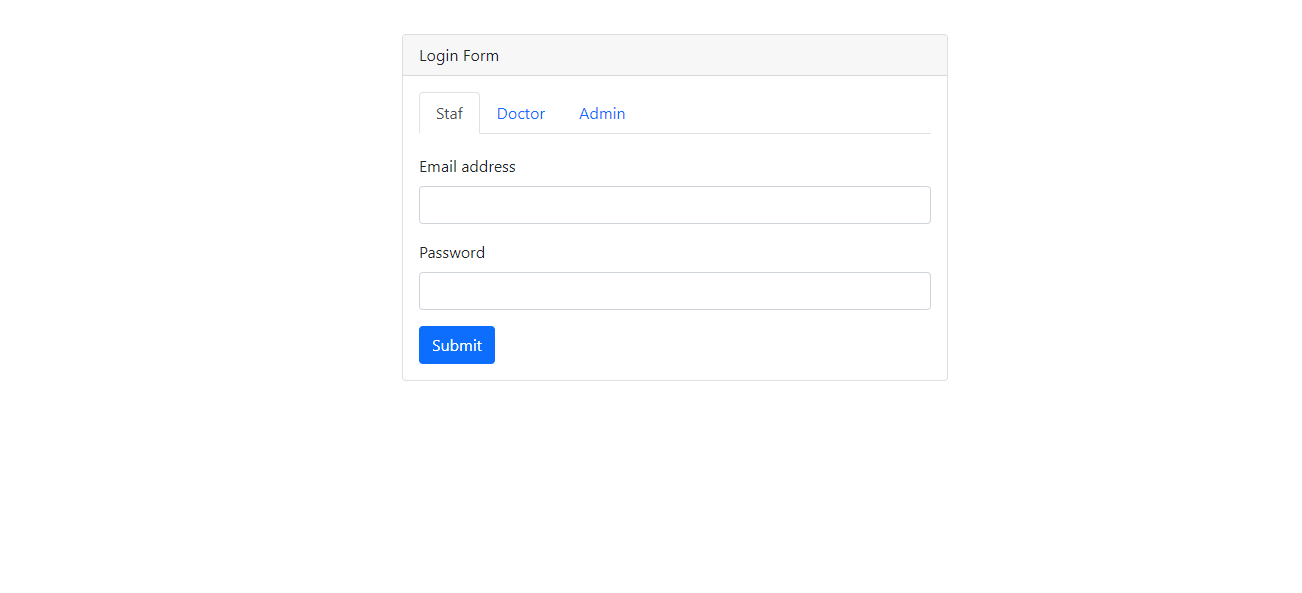 Login Form
Staf Doctor Admin
Email address
Password
Submit